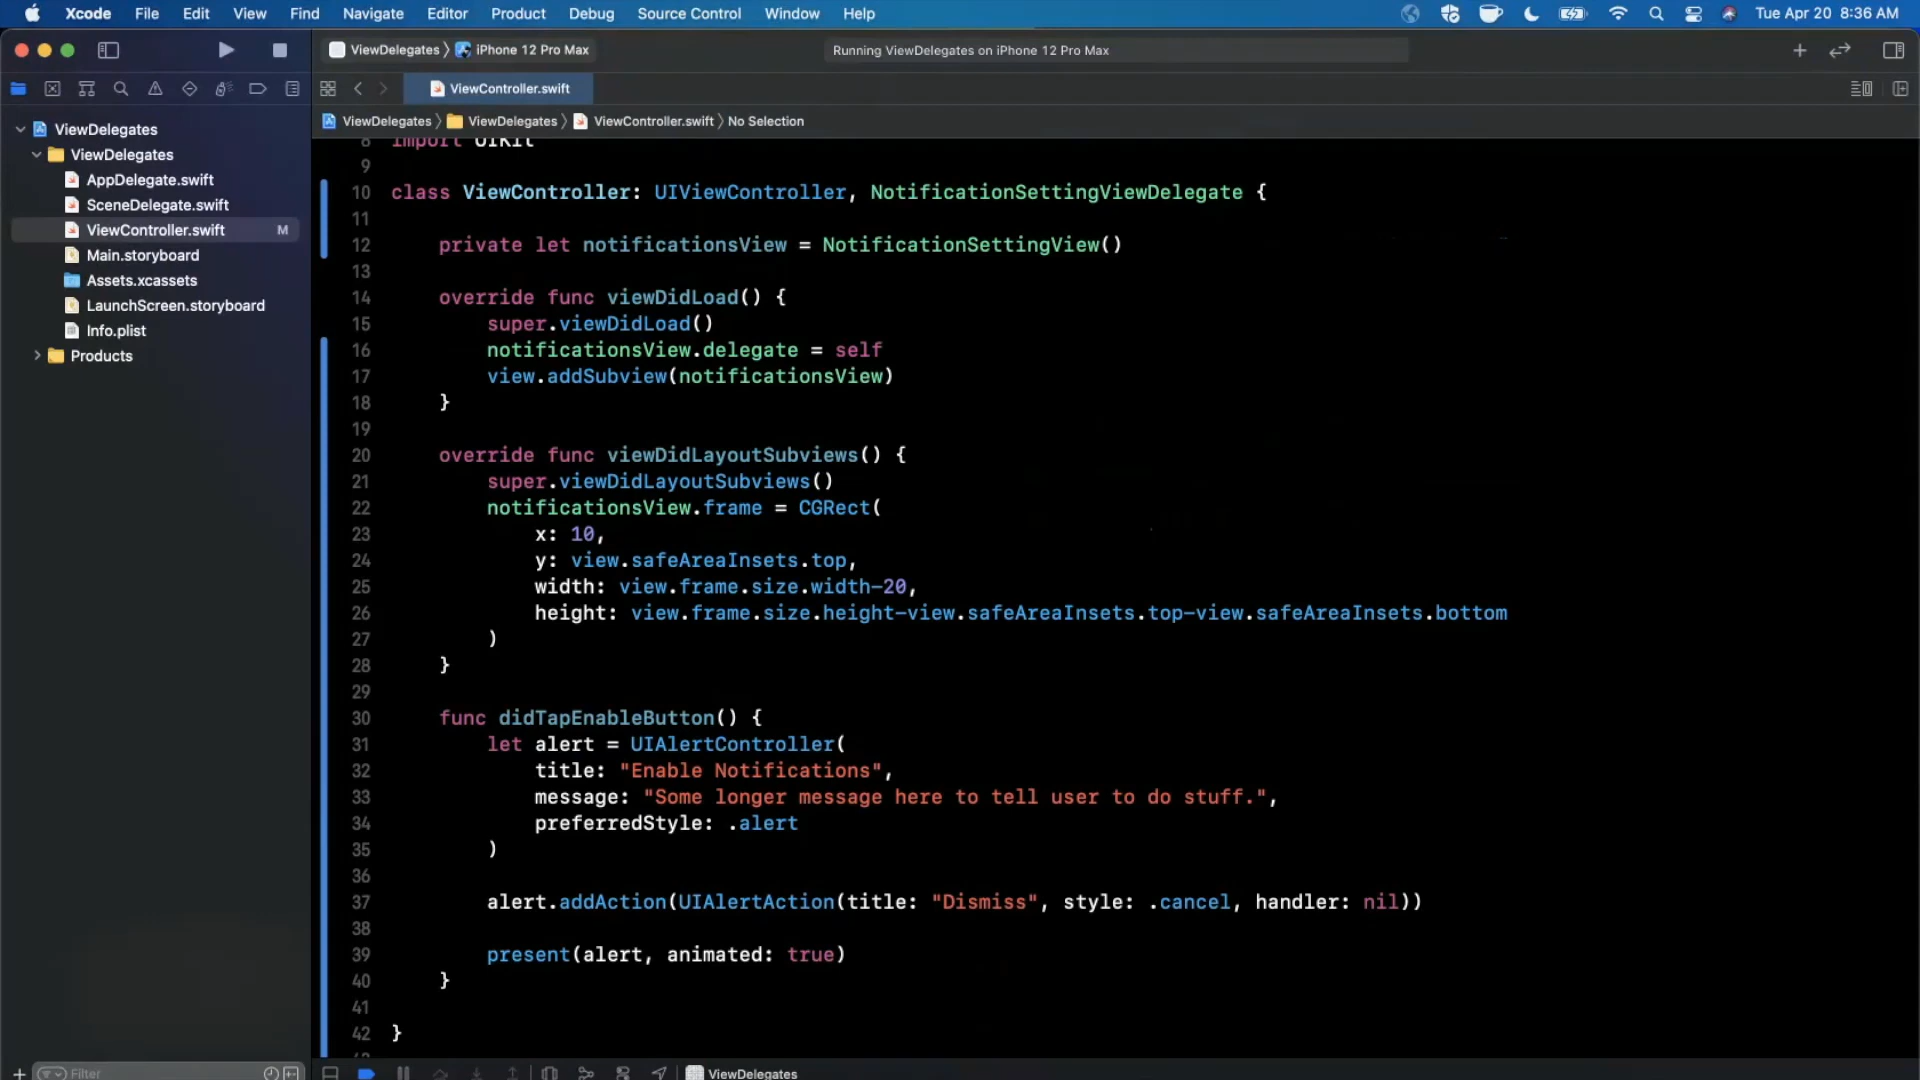 Xcode File Edit View Find Navigate Editor Product Debug Source Control Window Help Tue Apr 20 8:36 AM
ViewDelegates iPhone 12 Pro Max Running ViewDelegates on iPhone 12 Pro Max
ViewController.swift
ViewDelegates ViewDelegates ViewController.swift No Selection
ViewDelegates
ViewDelegates
AppDelegate.swift
SceneDelegate.swift
ViewController.swift M
Main.storyboard
Assets.xcassets
LaunchScreen.storyboard
Info.plist
Products
8 import UIKit
9
10 class ViewController: UIViewController, NotificationSettingViewDelegate {
11
12 private let notificationsView = NotificationSettingView()
13
14 override func viewDidLoad() {
15 super.viewDidLoad()
16 notificationsView.delegate = self
17 view.addSubview(notificationsView)
18 }
19
20 override func viewDidLayoutSubviews() {
21 super.viewDidLayoutSubviews()
22 notificationsView.frame = CGRect(
23 x: 10,
24 y: view.safeAreaInsets.top,
25 width: view.frame.size.width-20,
26 height: view.frame.size.height-view.safeAreaInsets.top-view.safeAreaInsets.bottom
27 )
28 }
29
30 func didTapEnableButton() {
31 let alert = UIAlertController(
32 title: "Enable Notifications",
33 message: "Some longer message here to tell user to do stuff.",
34 preferredStyle: .alert
35 )
36
37 alert.addAction(UIAlertAction(title: "Dismiss", style: .cancel, handler: nil))
38
39 present(alert, animated: true)
40 }
41
42 }
Filter
ViewDelegates